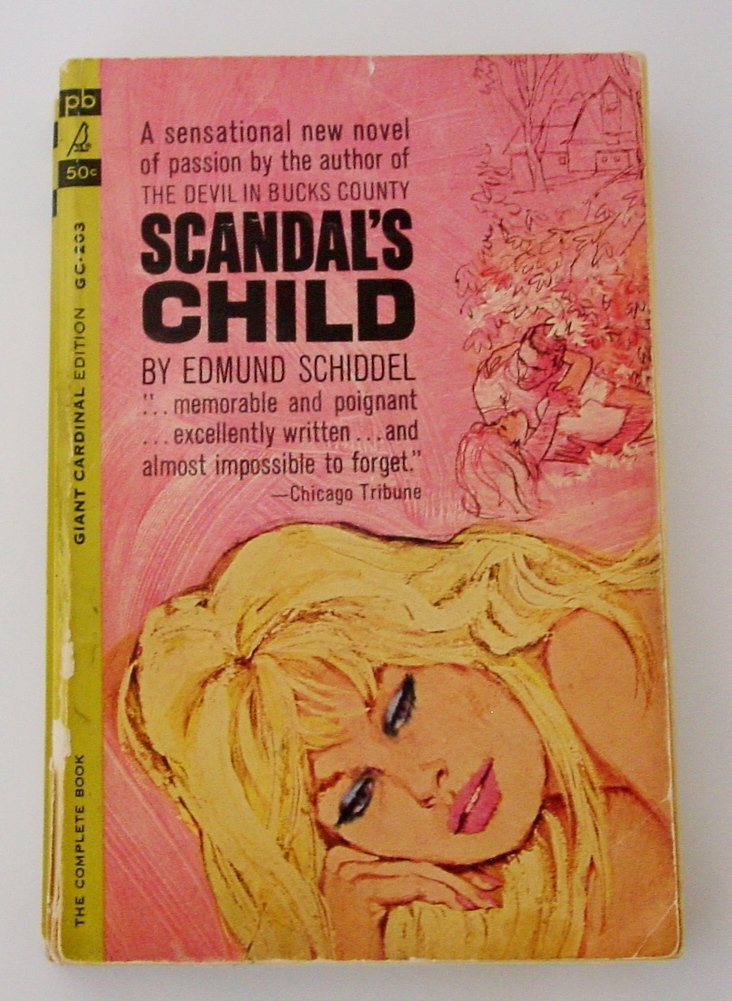 pb
50c
GIANT CARDINAL EDITION GC·203
THE COMPLETE BOOK
A sensational new novel
of passion by the author of
THE DEVIL IN BUCKS COUNTY
SCANDAL'S
CHILD
BY EDMUND SCHIDDEL
"...memorable and poignant
...excellently written...and
almost impossible to forget."
—Chicago Tribune